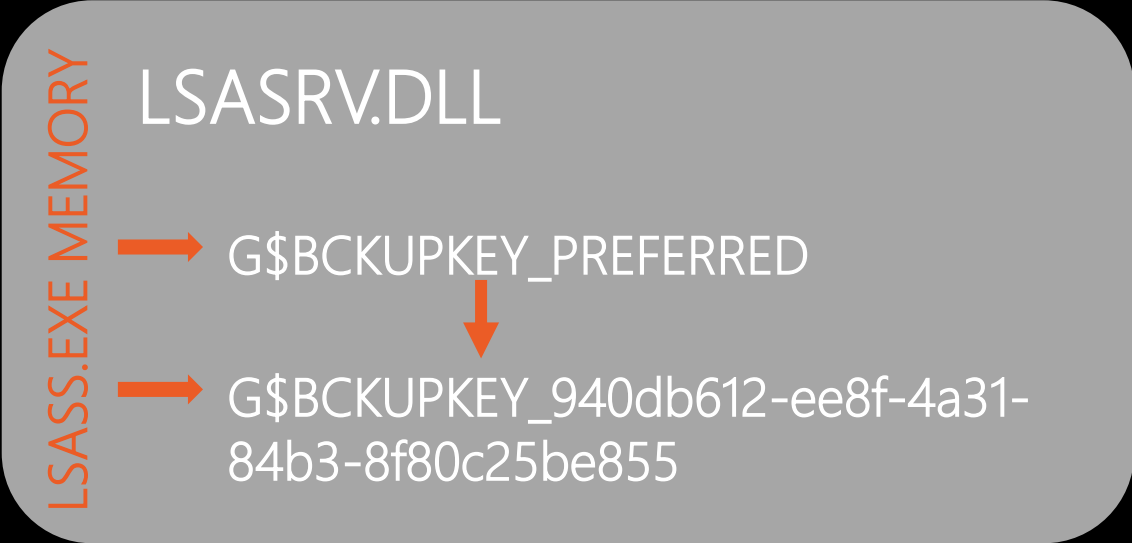 LSASS.EXE MEMORY
LSASRV.DLL
G$BCKUPKEY_PREFERRED
G$BCKUPKEY_940db612-ee8f-4a31-
84b3-8f80c25be855